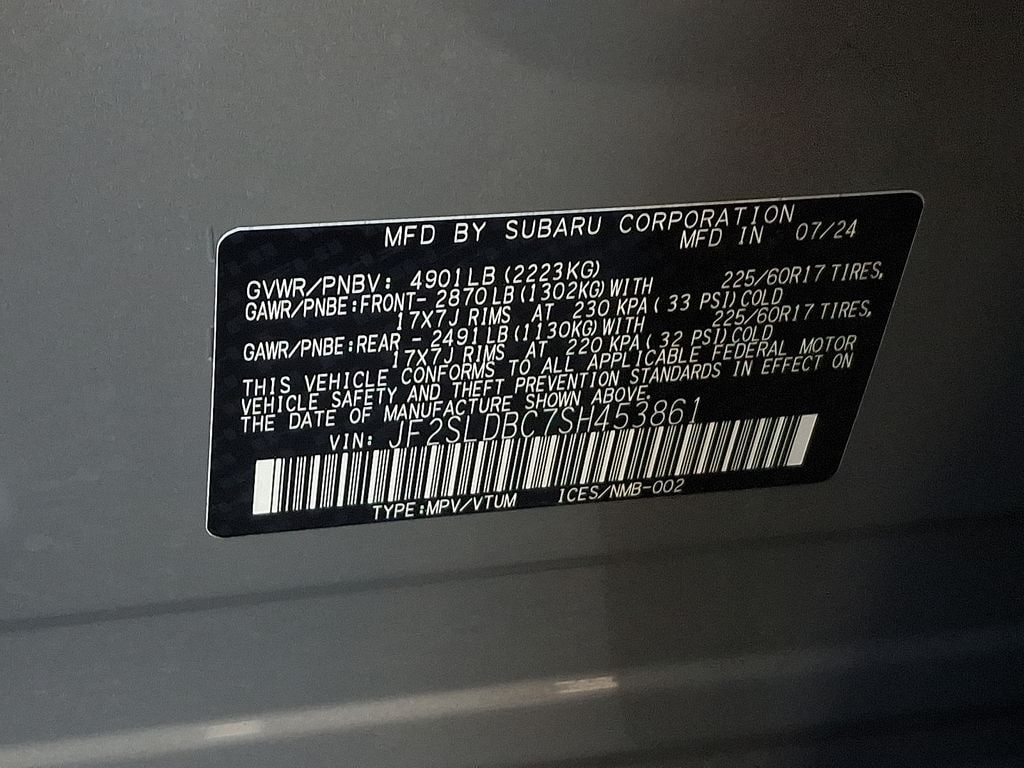 MFD BY SUBARU CORPORATION
MFD IN 07/24
GVWR/PNBV: 4901LB (2223KG)
GAWR/PNBE:FRONT- 2870LB (1302KG) WITH 225/60R17 TIRES,
17X7J RIMS AT 230 KPA ( 33 PSI) COLD
GAWR/PNBE:REAR - 2491LB (1130KG) WITH 225/60R17 TIRES,
17X7J RIMS AT 220 KPA ( 32 PSI) COLD
THIS VEHICLE CONFORMS TO ALL APPLICABLE FEDERAL MOTOR
VEHICLE SAFETY AND THEFT PREVENTION STANDARDS IN EFFECT ON
THE DATE OF MANUFACTURE SHOWN ABOVE.
VIN: JF2SLDBC7SH453861
TYPE:MPV/VTUM ICES/NMB-002